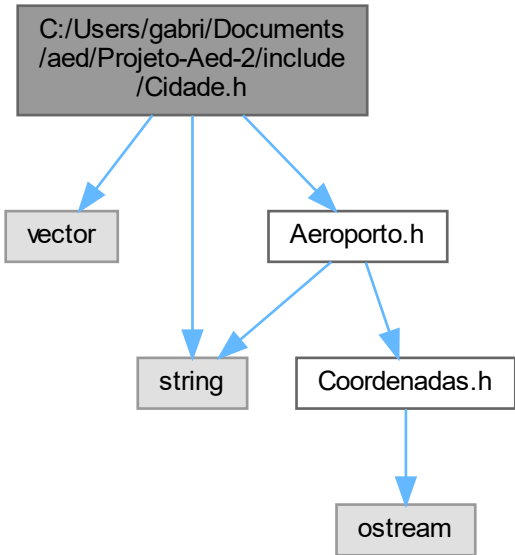 C:/Users/gabri/Documents
/aed/Projeto-Aed-2/include
/Cidade.h
vector
Aeroporto.h
string
Coordenadas.h
ostream